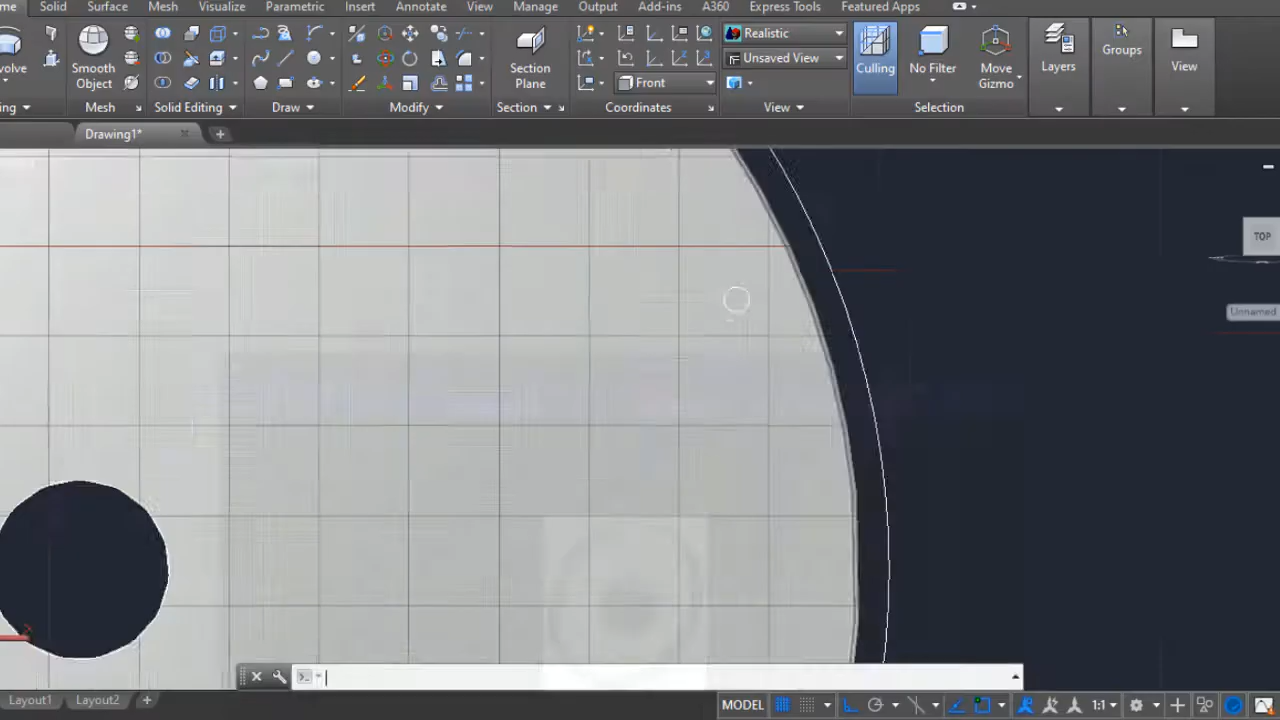 me Solid Surface Mesh Visualize Parametric Insert Annotate View Manage Output Add-ins A360 Express Tools Featured Apps
Realistic
Unsaved View
Front
olve
Smooth
Object
Section
Plane
Culling
No Filter
Move
Gizmo
Layers
Groups
View
ng Mesh Solid Editing Draw Modify Section Coordinates View Selection
Drawing1*
TOP
Unnamed
Layout1 Layout2 MODEL 1:1